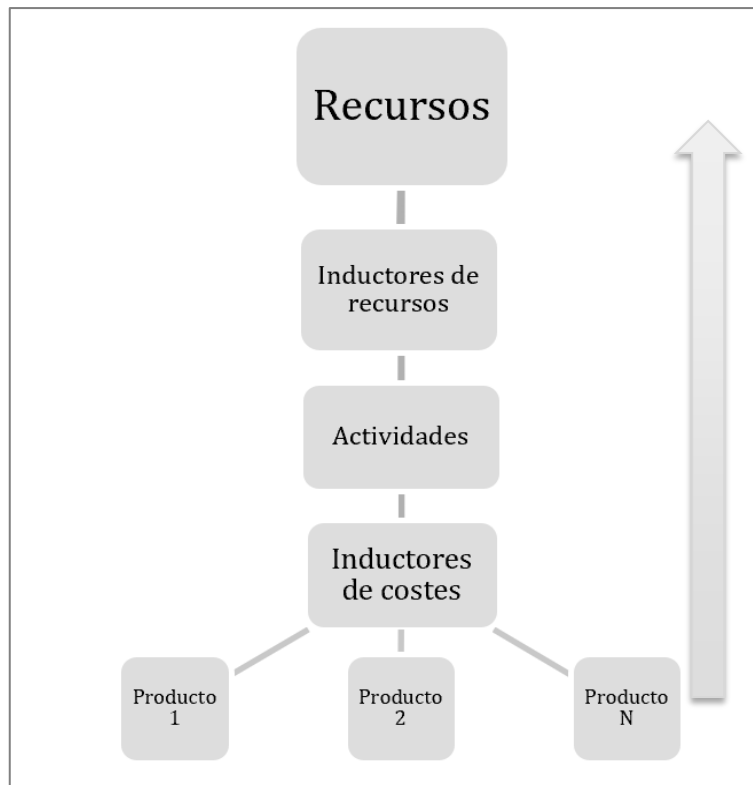 Recursos
Inductores de
recursos
Actividades
Inductores
de costes
Producto
1
Producto
2
Producto
N